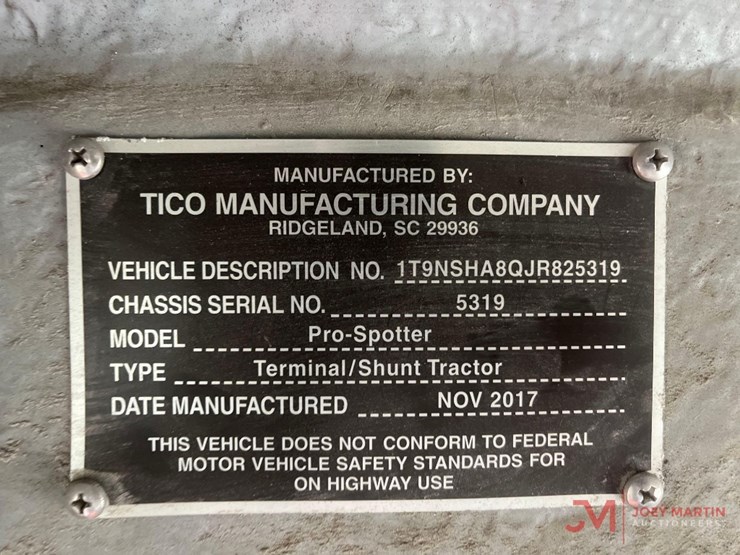 MANUFACTURED BY:
TICO MANUFACTURING COMPANY
RIDGELAND, SC 29936
VEHICLE DESCRIPTION NO. 1T9NSHA8QJR825319
CHASSIS SERIAL NO. 5319
MODEL Pro-Spotter
TYPE Terminal/Shunt Tractor
DATE MANUFACTURED NOV 2017
THIS VEHICLE DOES NOT CONFORM TO FEDERAL
MOTOR VEHICLE SAFETY STANDARDS FOR
ON HIGHWAY USE
JM JOEY MARTIN
AUCTIONEERS